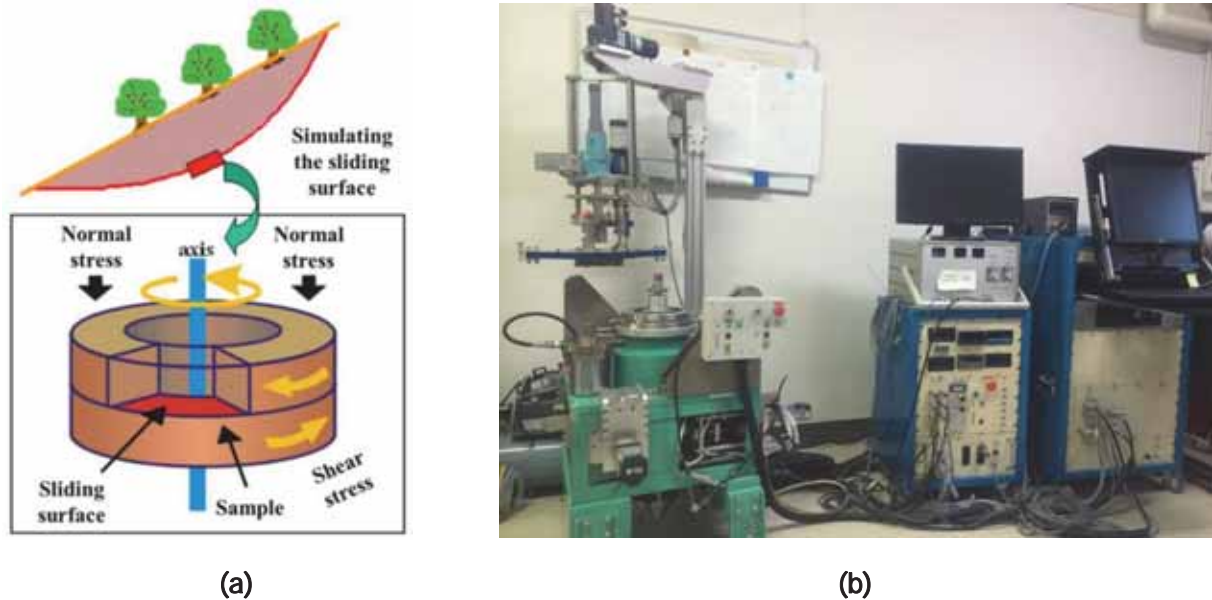 Simulating
the sliding
surface
Normal
stress
axis
Normal
stress
Sliding
surface
Sample
Shear
stress
(a)
(b)